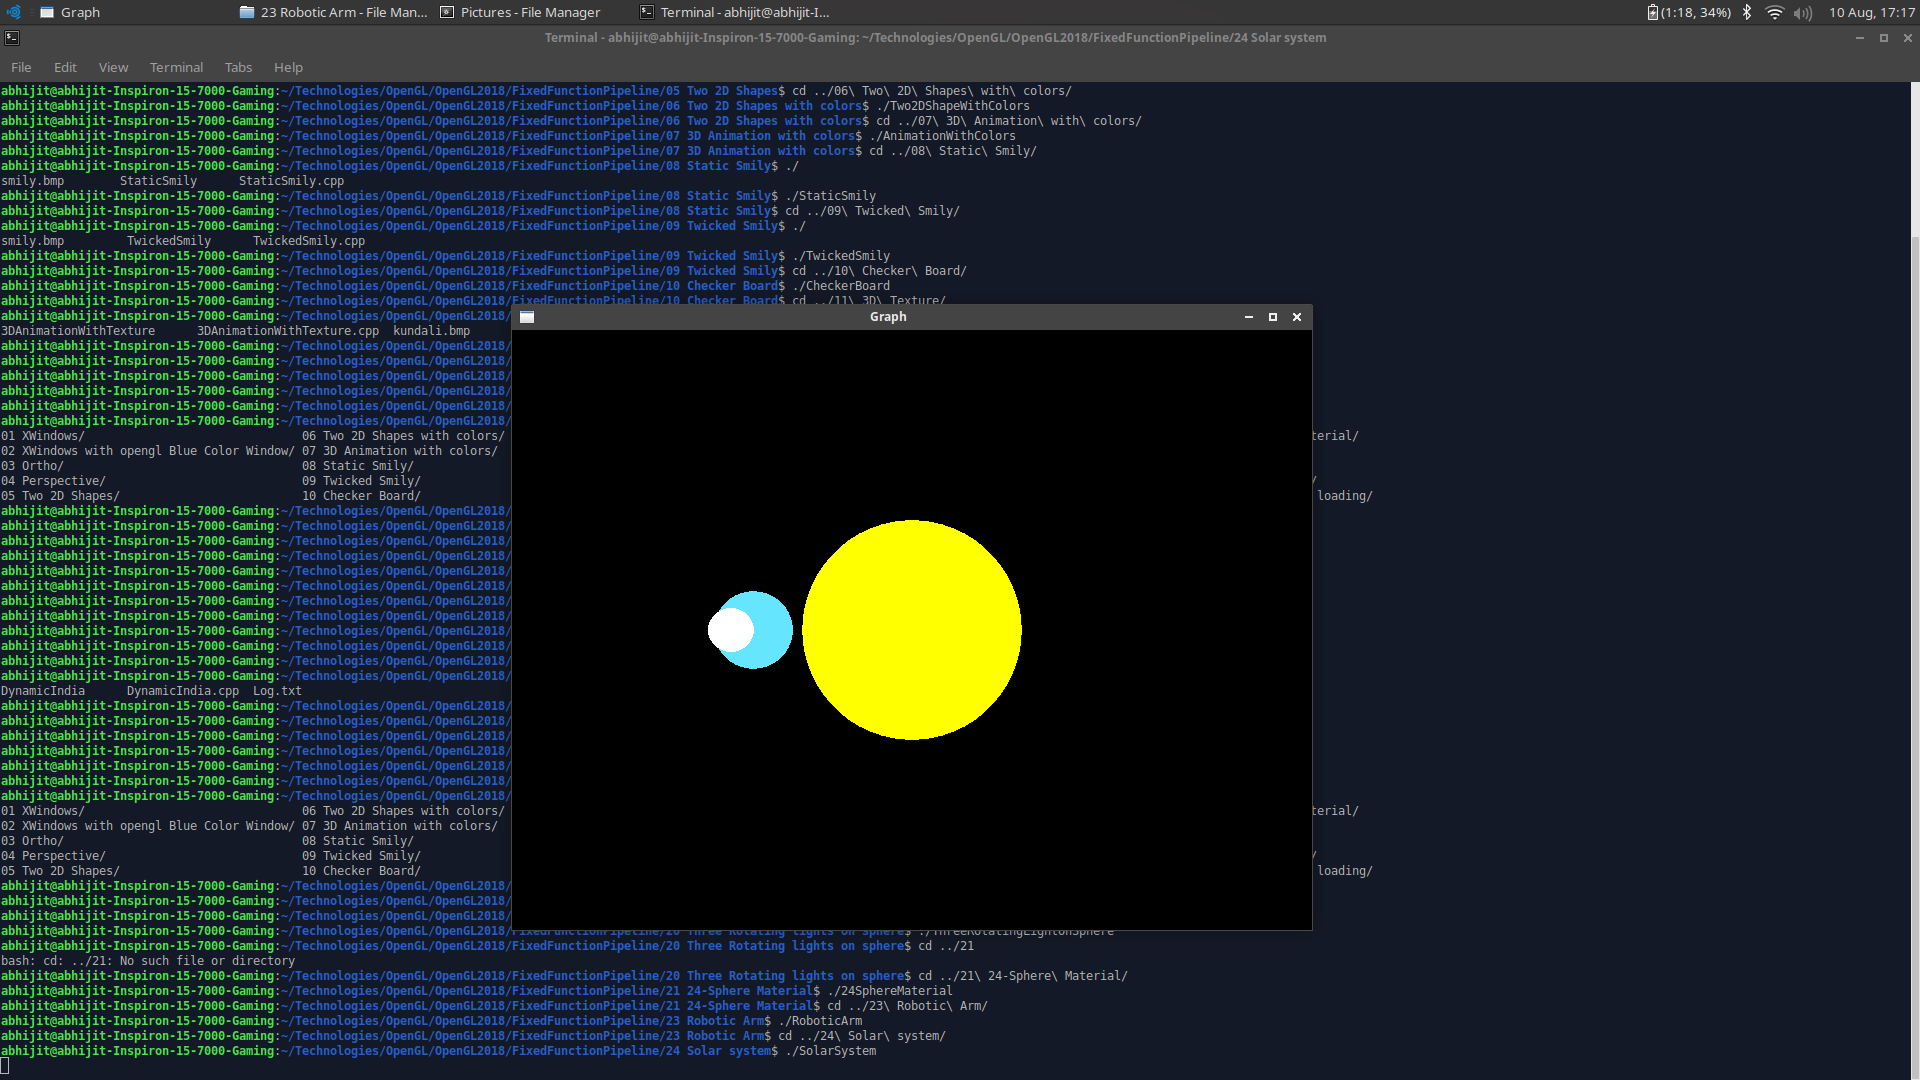 Graph
23 Robotic Arm - File Man...
Pictures - File Manager
Terminal - abhijit@abhijit-I...
(1:18, 34%)
10 Aug, 17:17
Terminal - abhijit@abhijit-Inspiron-15-7000-Gaming: ~/Technologies/OpenGL/OpenGL2018/FixedFunctionPipeline/24 Solar system
File Edit View Terminal Tabs Help
abhijit@abhijit-Inspiron-15-7000-Gaming:~/Technologies/OpenGL/OpenGL2018/FixedFunctionPipeline/05 Two 2D Shapes$ cd ../06\ Two\ 2D\ Shapes\ with\ colors/
abhijit@abhijit-Inspiron-15-7000-Gaming:~/Technologies/OpenGL/OpenGL2018/FixedFunctionPipeline/06 Two 2D Shapes with colors$ ./Two2DShapeWithColors
abhijit@abhijit-Inspiron-15-7000-Gaming:~/Technologies/OpenGL/OpenGL2018/FixedFunctionPipeline/06 Two 2D Shapes with colors$ cd ../07\ 3D\ Animation\ with\ colors/
abhijit@abhijit-Inspiron-15-7000-Gaming:~/Technologies/OpenGL/OpenGL2018/FixedFunctionPipeline/07 3D Animation with colors$ ./AnimationWithColors
abhijit@abhijit-Inspiron-15-7000-Gaming:~/Technologies/OpenGL/OpenGL2018/FixedFunctionPipeline/07 3D Animation with colors$ cd ../08\ Static\ Smily/
abhijit@abhijit-Inspiron-15-7000-Gaming:~/Technologies/OpenGL/OpenGL2018/FixedFunctionPipeline/08 Static Smily$ ./
smily.bmp StaticSmily StaticSmily.cpp
abhijit@abhijit-Inspiron-15-7000-Gaming:~/Technologies/OpenGL/OpenGL2018/FixedFunctionPipeline/08 Static Smily$ ./StaticSmily
abhijit@abhijit-Inspiron-15-7000-Gaming:~/Technologies/OpenGL/OpenGL2018/FixedFunctionPipeline/08 Static Smily$ cd ../09\ Twicked\ Smily/
abhijit@abhijit-Inspiron-15-7000-Gaming:~/Technologies/OpenGL/OpenGL2018/FixedFunctionPipeline/09 Twicked Smily$ ./
smily.bmp TwickedSmily TwickedSmily.cpp
abhijit@abhijit-Inspiron-15-7000-Gaming:~/Technologies/OpenGL/OpenGL2018/FixedFunctionPipeline/09 Twicked Smily$ ./TwickedSmily
abhijit@abhijit-Inspiron-15-7000-Gaming:~/Technologies/OpenGL/OpenGL2018/FixedFunctionPipeline/09 Twicked Smily$ cd ../10\ Checker\ Board/
abhijit@abhijit-Inspiron-15-7000-Gaming:~/Technologies/OpenGL/OpenGL2018/FixedFunctionPipeline/10 Checker Board$ ./CheckerBoard
abhijit@abhijit-Inspiron-15-7000-Gaming:~/Technologies/OpenGL/OpenGL2018/FixedFunctionPipeline/10 Checker Board$ cd ../11\ 3D\ Texture/
abhijit@abhijit-Inspiron-15-7000-Gaming:~/Technologies/OpenGL/OpenGL2018/
Graph
3DAnimationWithTexture 3DAnimationWithTexture.cpp kundali.bmp
abhijit@abhijit-Inspiron-15-7000-Gaming:~/Technologies/OpenGL/OpenGL2018/
abhijit@abhijit-Inspiron-15-7000-Gaming:~/Technologies/OpenGL/OpenGL2018/
abhijit@abhijit-Inspiron-15-7000-Gaming:~/Technologies/OpenGL/OpenGL2018/
abhijit@abhijit-Inspiron-15-7000-Gaming:~/Technologies/OpenGL/OpenGL2018/
abhijit@abhijit-Inspiron-15-7000-Gaming:~/Technologies/OpenGL/OpenGL2018/
abhijit@abhijit-Inspiron-15-7000-Gaming:~/Technologies/OpenGL/OpenGL2018/
01 XWindows/ 06 Two 2D Shapes with colors/ terial/
02 XWindows with opengl Blue Color Window/ 07 3D Animation with colors/
03 Ortho/ 08 Static Smily/
04 Perspective/ 09 Twicked Smily/ /
05 Two 2D Shapes/ 10 Checker Board/ loading/
abhijit@abhijit-Inspiron-15-7000-Gaming:~/Technologies/OpenGL/OpenGL2018/
abhijit@abhijit-Inspiron-15-7000-Gaming:~/Technologies/OpenGL/OpenGL2018/
abhijit@abhijit-Inspiron-15-7000-Gaming:~/Technologies/OpenGL/OpenGL2018/
abhijit@abhijit-Inspiron-15-7000-Gaming:~/Technologies/OpenGL/OpenGL2018/
abhijit@abhijit-Inspiron-15-7000-Gaming:~/Technologies/OpenGL/OpenGL2018/
abhijit@abhijit-Inspiron-15-7000-Gaming:~/Technologies/OpenGL/OpenGL2018/
abhijit@abhijit-Inspiron-15-7000-Gaming:~/Technologies/OpenGL/OpenGL2018/
abhijit@abhijit-Inspiron-15-7000-Gaming:~/Technologies/OpenGL/OpenGL2018/
abhijit@abhijit-Inspiron-15-7000-Gaming:~/Technologies/OpenGL/OpenGL2018/
abhijit@abhijit-Inspiron-15-7000-Gaming:~/Technologies/OpenGL/OpenGL2018/
abhijit@abhijit-Inspiron-15-7000-Gaming:~/Technologies/OpenGL/OpenGL2018/
abhijit@abhijit-Inspiron-15-7000-Gaming:~/Technologies/OpenGL/OpenGL2018/
DynamicIndia DynamicIndia.cpp Log.txt
abhijit@abhijit-Inspiron-15-7000-Gaming:~/Technologies/OpenGL/OpenGL2018/
abhijit@abhijit-Inspiron-15-7000-Gaming:~/Technologies/OpenGL/OpenGL2018/
abhijit@abhijit-Inspiron-15-7000-Gaming:~/Technologies/OpenGL/OpenGL2018/
abhijit@abhijit-Inspiron-15-7000-Gaming:~/Technologies/OpenGL/OpenGL2018/
abhijit@abhijit-Inspiron-15-7000-Gaming:~/Technologies/OpenGL/OpenGL2018/
abhijit@abhijit-Inspiron-15-7000-Gaming:~/Technologies/OpenGL/OpenGL2018/
abhijit@abhijit-Inspiron-15-7000-Gaming:~/Technologies/OpenGL/OpenGL2018/
01 XWindows/ 06 Two 2D Shapes with colors/ terial/
02 XWindows with opengl Blue Color Window/ 07 3D Animation with colors/
03 Ortho/ 08 Static Smily/
04 Perspective/ 09 Twicked Smily/ /
05 Two 2D Shapes/ 10 Checker Board/ loading/
abhijit@abhijit-Inspiron-15-7000-Gaming:~/Technologies/OpenGL/OpenGL2018/
abhijit@abhijit-Inspiron-15-7000-Gaming:~/Technologies/OpenGL/OpenGL2018/
abhijit@abhijit-Inspiron-15-7000-Gaming:~/Technologies/OpenGL/OpenGL2018/
abhijit@abhijit-Inspiron-15-7000-Gaming:~/Technologies/OpenGL/OpenGL2018/FixedFunctionPipeline/20 Three Rotating lights on sphere$ ./ThreeRotatingLightonSphere
abhijit@abhijit-Inspiron-15-7000-Gaming:~/Technologies/OpenGL/OpenGL2018/FixedFunctionPipeline/20 Three Rotating lights on sphere$ cd ../21
bash: cd: ../21: No such file or directory
abhijit@abhijit-Inspiron-15-7000-Gaming:~/Technologies/OpenGL/OpenGL2018/FixedFunctionPipeline/20 Three Rotating lights on sphere$ cd ../21\ 24-Sphere\ Material/
abhijit@abhijit-Inspiron-15-7000-Gaming:~/Technologies/OpenGL/OpenGL2018/FixedFunctionPipeline/21 24-Sphere Material$ ./24SphereMaterial
abhijit@abhijit-Inspiron-15-7000-Gaming:~/Technologies/OpenGL/OpenGL2018/FixedFunctionPipeline/21 24-Sphere Material$ cd ../23\ Robotic\ Arm/
abhijit@abhijit-Inspiron-15-7000-Gaming:~/Technologies/OpenGL/OpenGL2018/FixedFunctionPipeline/23 Robotic Arm$ ./RoboticArm
abhijit@abhijit-Inspiron-15-7000-Gaming:~/Technologies/OpenGL/OpenGL2018/FixedFunctionPipeline/23 Robotic Arm$ cd ../24\ Solar\ system/
abhijit@abhijit-Inspiron-15-7000-Gaming:~/Technologies/OpenGL/OpenGL2018/FixedFunctionPipeline/24 Solar system$ ./SolarSystem